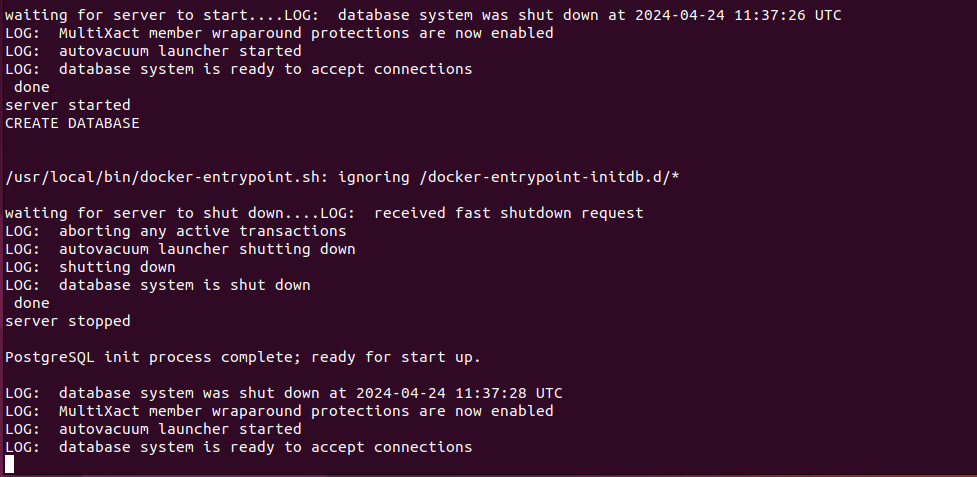 waiting for server to start....LOG:  database system was shut down at 2024-04-24 11:37:26 UTC
LOG:  MultiXact member wraparound protections are now enabled
LOG:  autovacuum launcher started
LOG:  database system is ready to accept connections
 done
server started
CREATE DATABASE
/usr/local/bin/docker-entrypoint.sh: ignoring /docker-entrypoint-initdb.d/*
waiting for server to shut down....LOG:  received fast shutdown request
LOG:  aborting any active transactions
LOG:  autovacuum launcher shutting down
LOG:  shutting down
LOG:  database system is shut down
 done
server stopped
PostgreSQL init process complete; ready for start up.
LOG:  database system was shut down at 2024-04-24 11:37:28 UTC
LOG:  MultiXact member wraparound protections are now enabled
LOG:  autovacuum launcher started
LOG:  database system is ready to accept connections